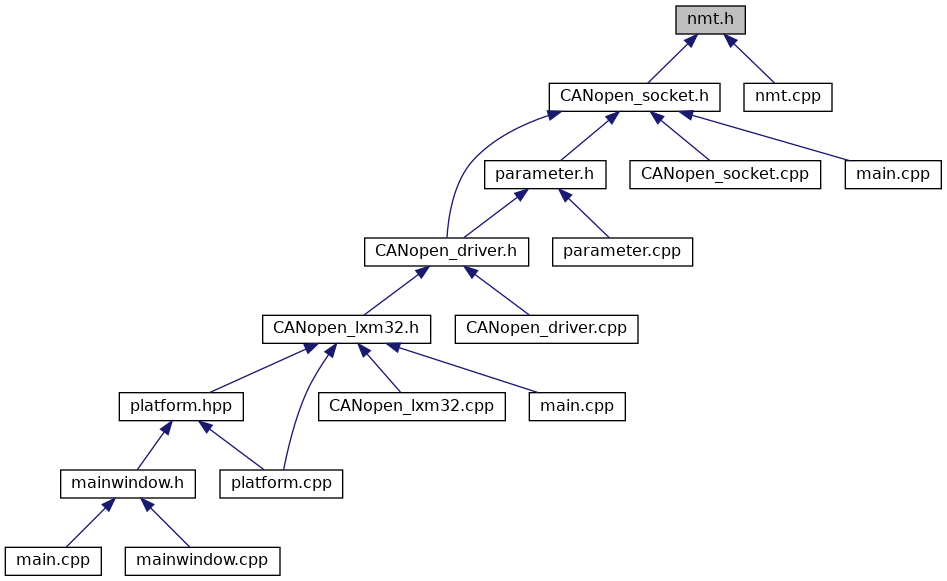 nmt.h
CANopen_socket.h
nmt.cpp
parameter.h
CANopen_socket.cpp
main.cpp
CANopen_driver.h
parameter.cpp
CANopen_lxm32.h
CANopen_driver.cpp
platform.hpp
CANopen_lxm32.cpp
main.cpp
mainwindow.h
platform.cpp
main.cpp
mainwindow.cpp